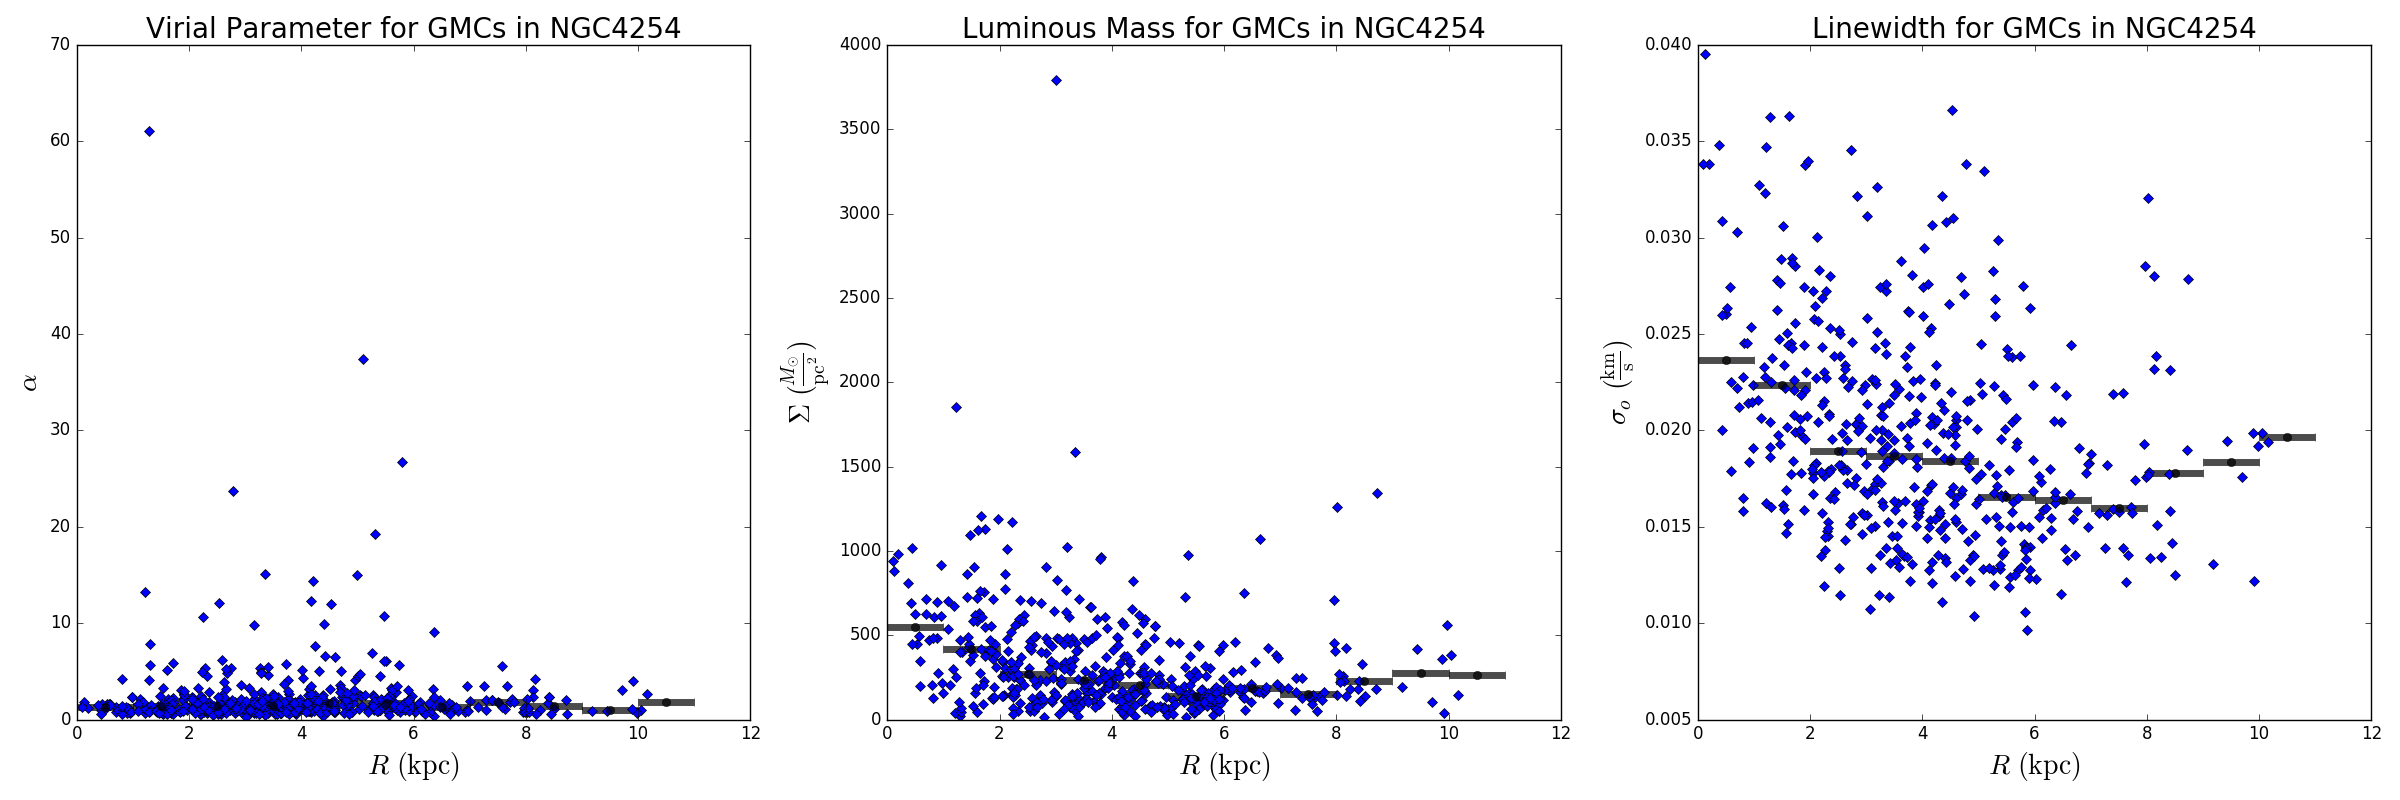 Virial Parameter for GMCs in NGC4254
70
60
50
40
30
20
10
0
α
0 2 4 6 8 10 12
R (kpc)
Luminous Mass for GMCs in NGC4254
4000
3500
3000
2500
2000
1500
1000
500
0
Σ (M⊙/pc²)
0 2 4 6 8 10 12
R (kpc)
Linewidth for GMCs in NGC4254
0.040
0.035
0.030
0.025
0.020
0.015
0.010
0.005
σₒ (km/s)
0 2 4 6 8 10 12
R (kpc)